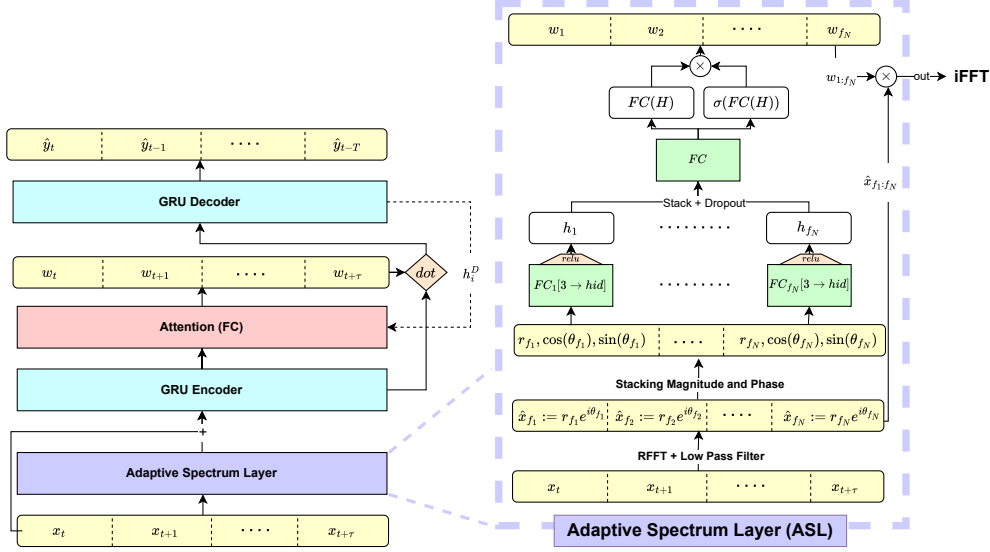 ŷ_t ŷ_{t-1} ···· ŷ_{t-T}
GRU Decoder
w_t w_{t+1} ···· w_{t+τ}
dot
h_i^D
Attention (FC)
GRU Encoder
+
Adaptive Spectrum Layer
x_t x_{t+1} ···· x_{t+τ}
w_1 w_2 ···· w_{f_N}
×
w_{1:f_N}
×
out
iFFT
FC(H)
σ(FC(H))
FC
x̂_{f_1:f_N}
Stack + Dropout
h_1 ········· h_{f_N}
relu
relu
FC_1[3 → hid] ········· FC_{f_N}[3 → hid]
r_{f_1}, cos(θ_{f_1}), sin(θ_{f_1}) ···· r_{f_N}, cos(θ_{f_N}), sin(θ_{f_N})
Stacking Magnitude and Phase
x̂_{f_1} := r_{f_1}e^{iθ_{f_1}} x̂_{f_2} := r_{f_2}e^{iθ_{f_2}} ···· x̂_{f_N} := r_{f_N}e^{iθ_{f_N}}
RFFT + Low Pass Filter
x_t x_{t+1} ···· x_{t+τ}
Adaptive Spectrum Layer (ASL)